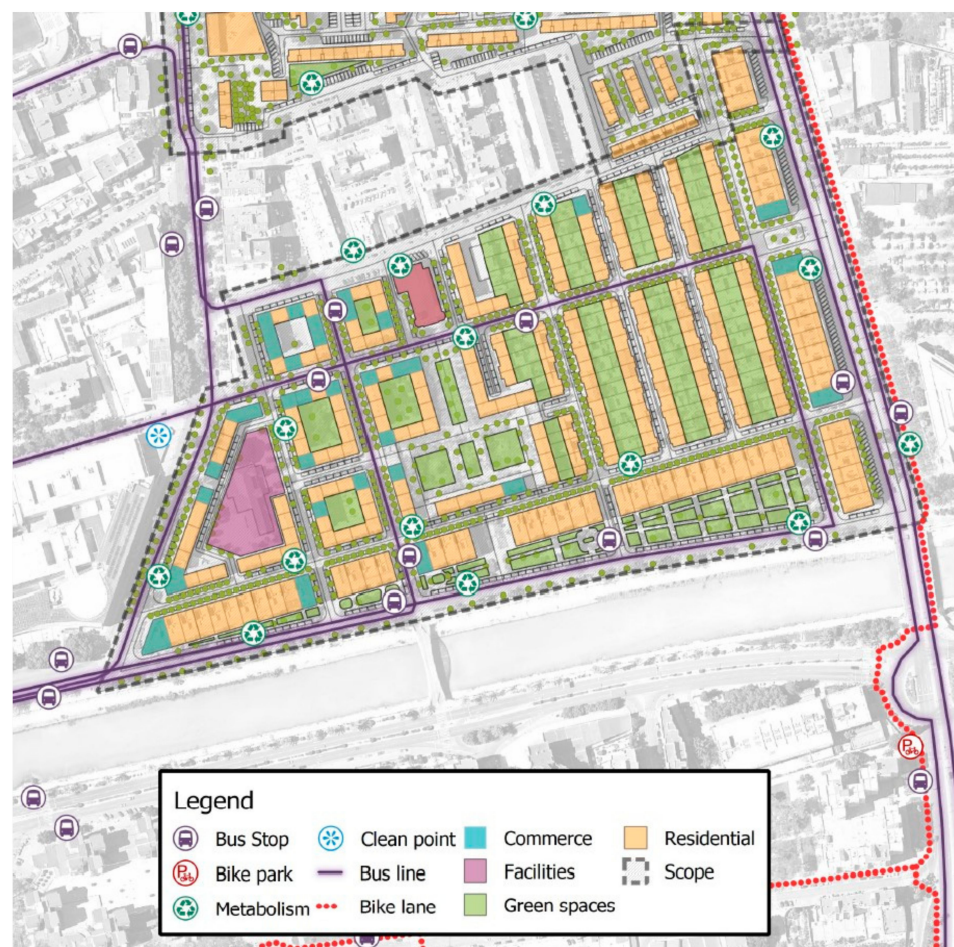 Legend
Bus Stop
Clean point
Commerce
Residential
Bike park
Bus line
Facilities
Scope
Metabolism
Bike lane
Green spaces
P
P